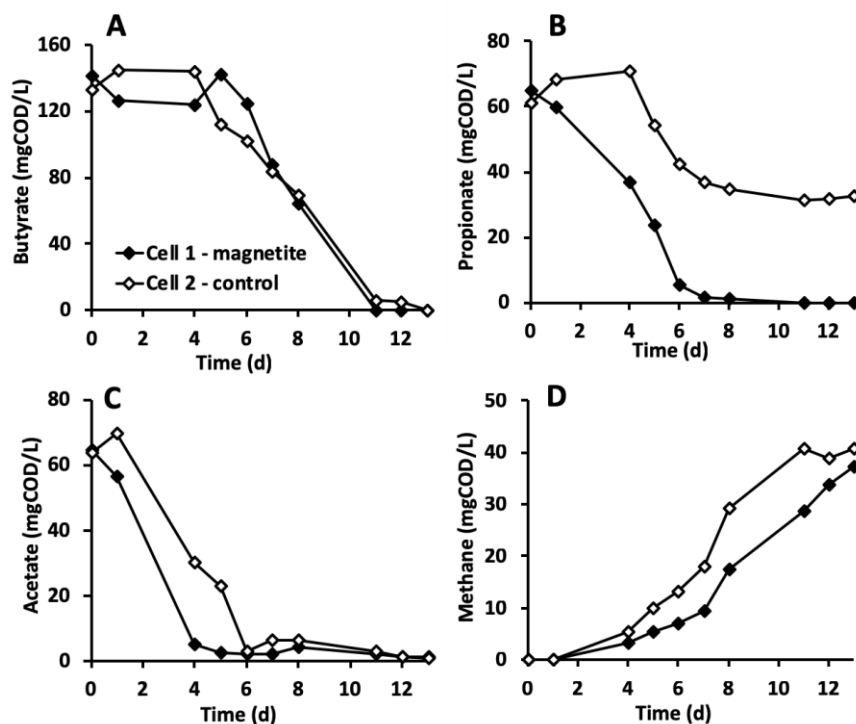 A
Butyrate (mgCOD/L)
160
120
80
40
0
Cell 1 - magnetite
Cell 2 - control
0 2 4 6 8 10 12
Time (d)
B
Propionate (mgCOD/L)
80
60
40
20
0
0 2 4 6 8 10 12
Time (d)
C
Acetate (mgCOD/L)
80
60
40
20
0
0 2 4 6 8 10 12
Time (d)
D
Methane (mgCOD/L)
50
40
30
20
10
0
0 2 4 6 8 10 12
Time (d)